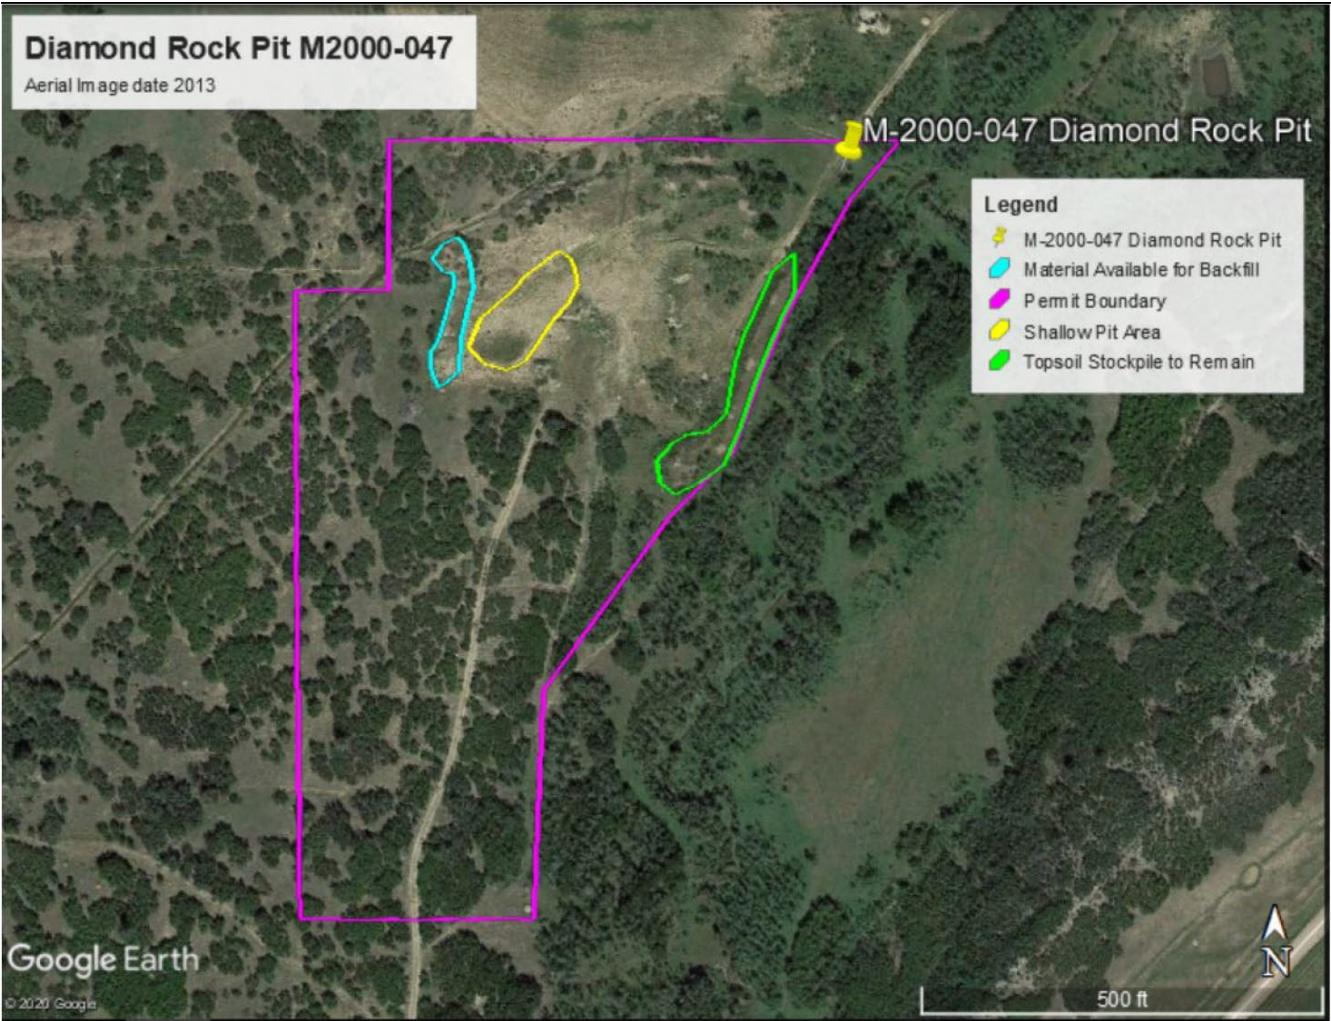 Diamond Rock Pit M2000-047
Aerial Image date 2013
M-2000-047 Diamond Rock Pit
Legend
M-2000-047 Diamond Rock Pit
Material Available for Backfill
Permit Boundary
Shallow Pit Area
Topsoil Stockpile to Remain
Google Earth
© 2020 Google
N
500 ft